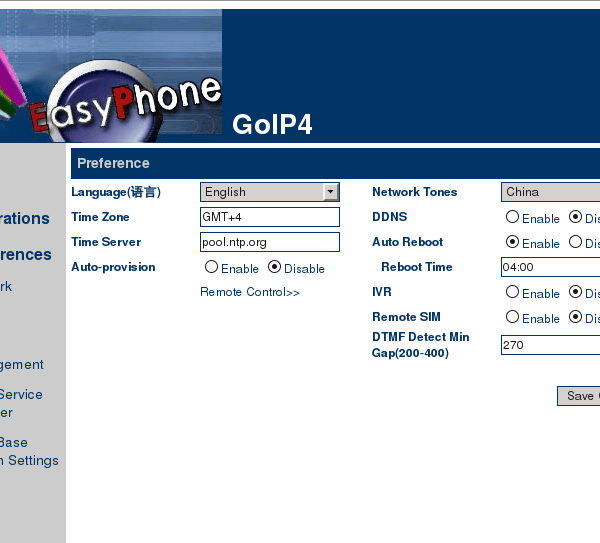 EasyPhone
GoIP4
Preference
Language(语言) English
Time Zone GMT+4
Time Server pool.ntp.org
Auto-provision Enable Disable
Remote Control>>
Network Tones China
DDNS Enable Dis
Auto Reboot Enable Dis
Reboot Time 04:00
IVR Enable Dis
Remote SIM Enable Dis
DTMF Detect Min
Gap(200-400) 270
Save
rations
rences
rk
gement
Service
er
Base
n Settings